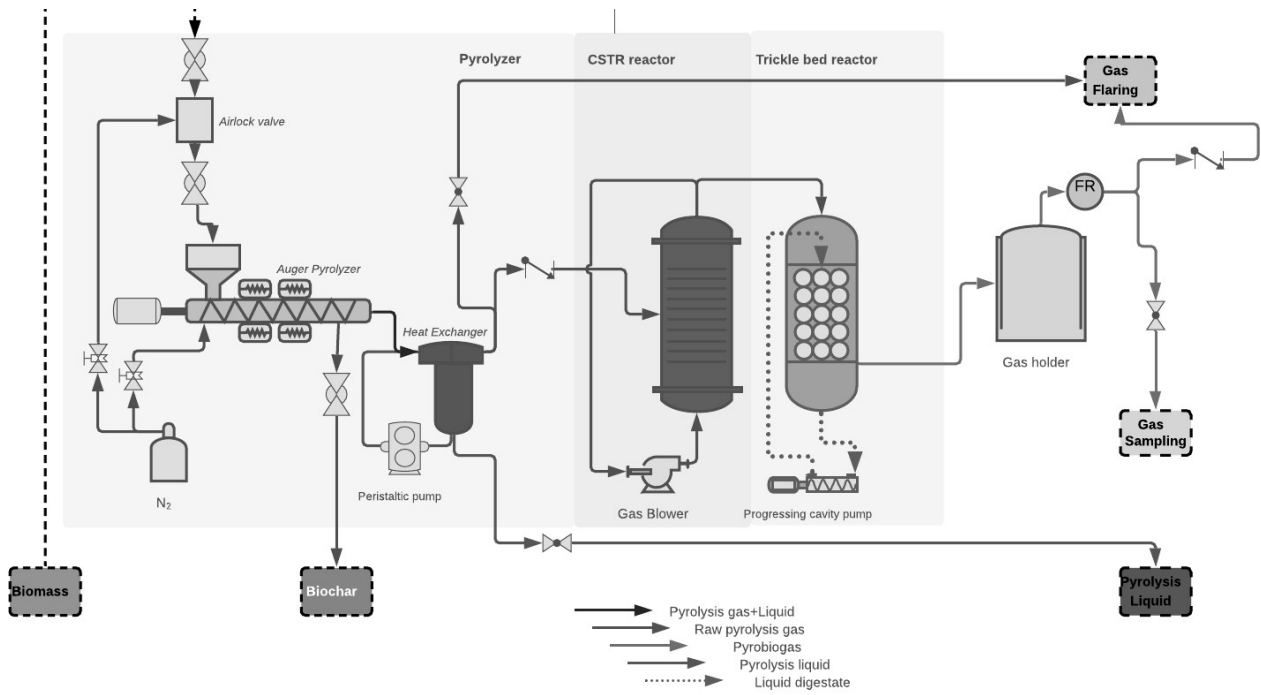 Pyrolyzer
CSTR reactor
Trickle bed reactor
Gas
Flaring
Airlock valve
FR
Auger Pyrolyzer
Heat Exchanger
Gas holder
Gas
Sampling
N₂
Peristaltic pump
Gas Blower
Progressing cavity pump
Biomass
Biochar
Pyrolysis
Liquid
Pyrolysis gas+Liquid
Raw pyrolysis gas
Pyrobiogas
Pyrolysis liquid
Liquid digestate